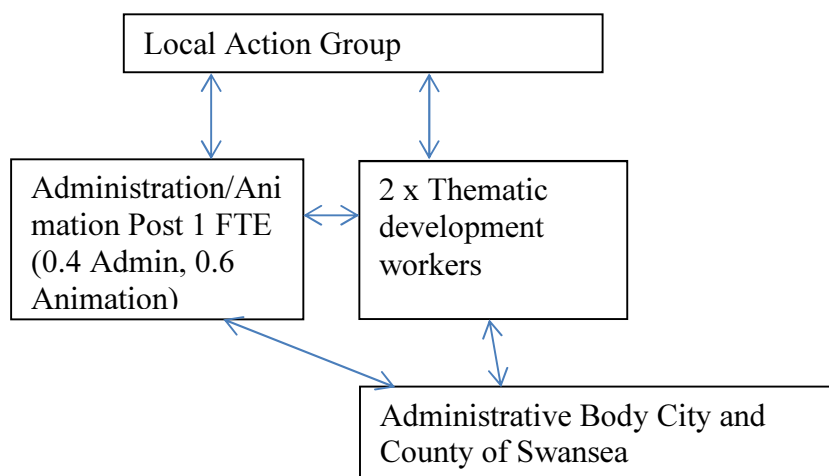 Local Action Group
Administration/Ani
mation Post 1 FTE
(0.4 Admin, 0.6
Animation)
2 x Thematic
development
workers
Administrative Body City and
County of Swansea